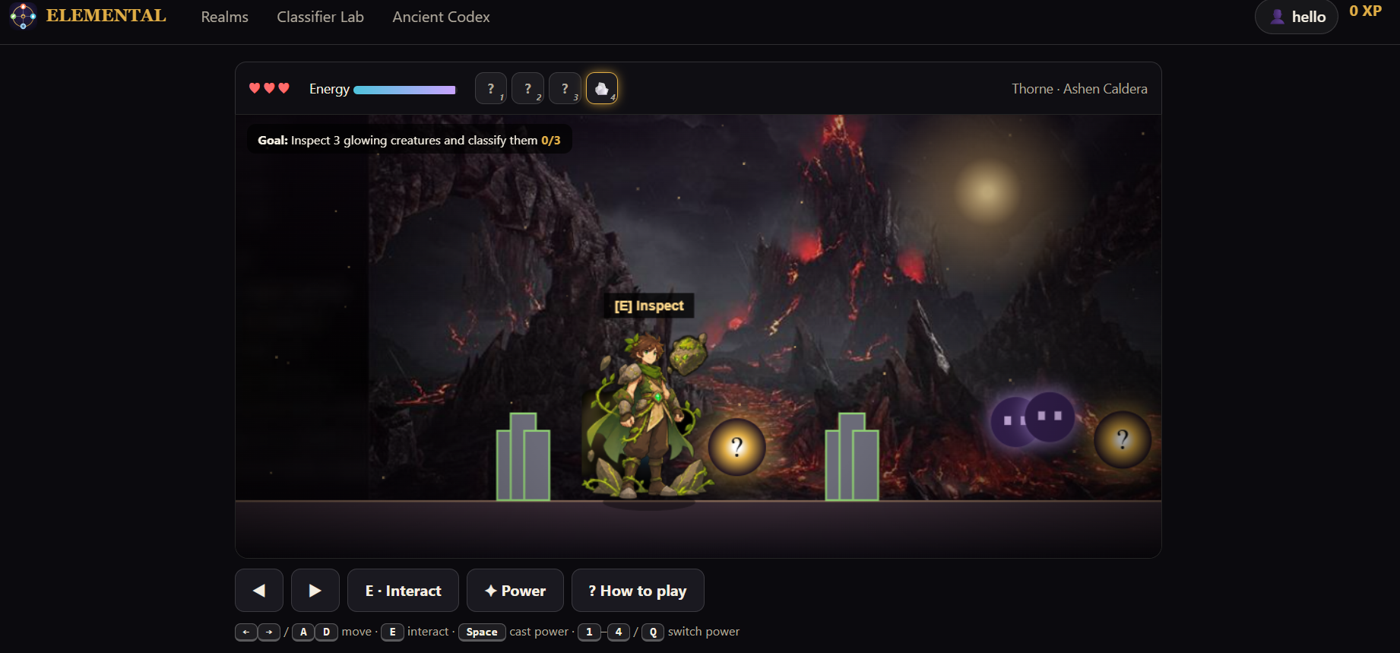 ELEMENTAL Realms Classifier Lab Ancient Codex hello 0 XP
Energy ? 1 ? 2 ? 3 4 Thorne · Ashen Caldera
Goal: Inspect 3 glowing creatures and classify them 0/3
[E] Inspect
?
?
◀ ▶ E · Interact ✦ Power ? How to play
← → / A D move · E interact · Space cast power · 1 – 4 / Q switch power